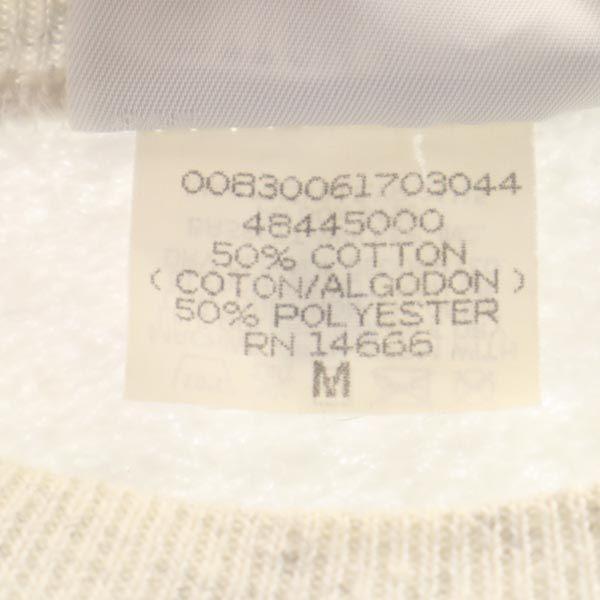 00830061703044
48445000
50% COTTON
( COTON/ALGODON )
50% POLYESTER
RN 14666
M